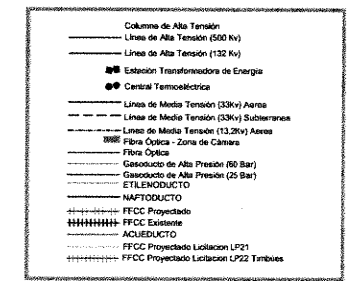 Columna de Alta Tensión
Línea de Alta Tensión (500 Kv)
Línea de Alta Tensión (132 Kv)
Estación Transformadora de Energía
Central Termoeléctrica
Línea de Media Tensión (33Kv) Aerea
Línea de Media Tensión (33Kv) Subterranea
Línea de Media Tensión (13,2Kv) Aerea
Fibra Óptica - Zona de Cámara
Fibra Óptica
Gasoducto de Alta Presión (60 Bar)
Gasoducto de Alta Presión (25 Bar)
ETILENODUCTO
NAFTODUCTO
FFCC Proyectado
FFCC Existente
ACUEDUCTO
FFCC Proyectado Licitacion LP21
FFCC Proyectado Licitacion LP22 Timbúes